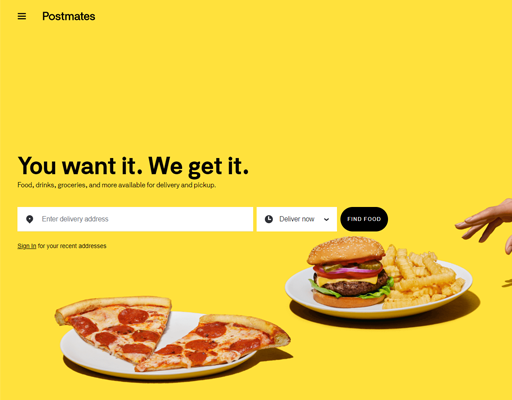 Postmates
You want it. We get it.
Food, drinks, groceries, and more available for delivery and pickup.
Enter delivery address
Deliver now
FIND FOOD
Sign In for your recent addresses